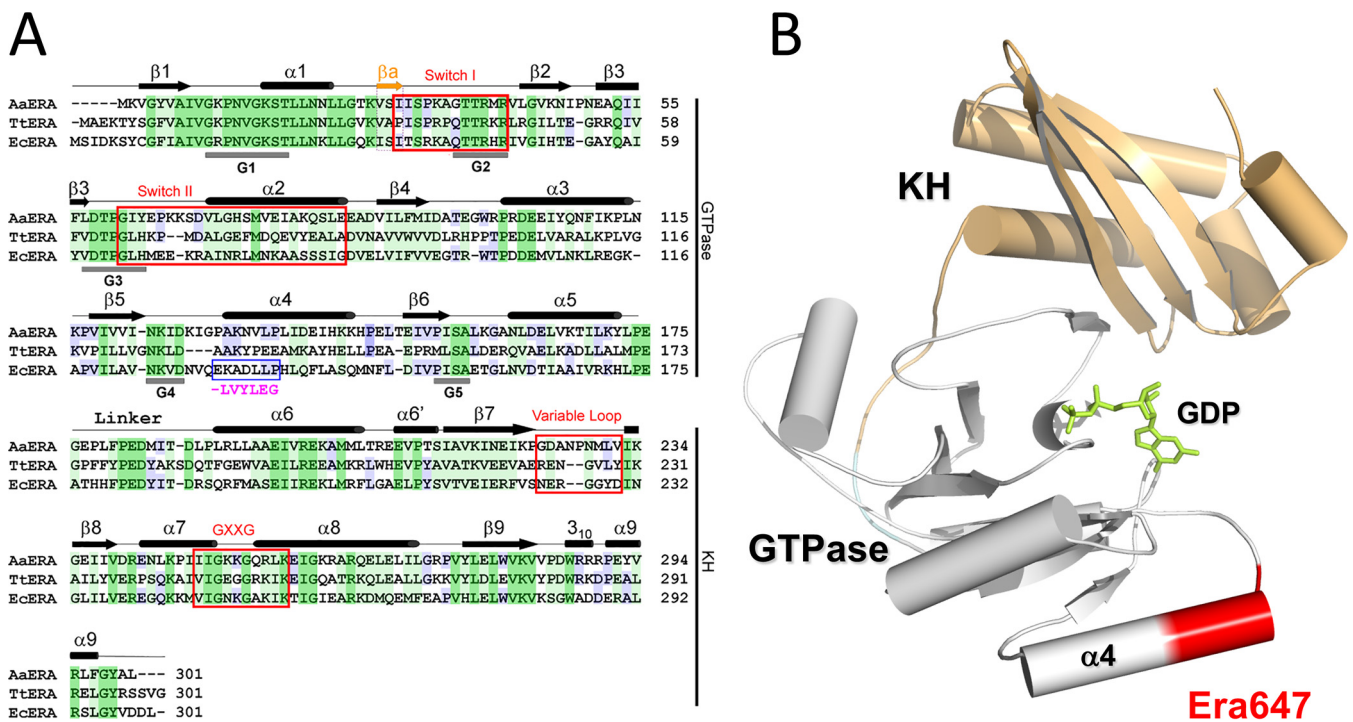 A
β1 α1 βa Switch I β2 β3
AaERA -----MKVGYVAIVGKPNVGKSTLLNNLLGTKVSIISPKAGTTRMRVLGVKNIPNEAQII 55
TtERA -MAEKTYSGFVAIVGKPNVGKSTLLNNLLGVKVAPISPRPQTTRKRLRGILTE-GRRQIV 58
EcERA MSIDKSYCGFIAIVGRPNVGKSTLLNKLLGQKISITSRKAQTTRHRIVGIHTE-GAYQAI 59
G1 G2
β3 Switch II α2 β4 α3
AaERA FLDTPGIYEPKKSDVLGHSMVEIAKQSLEEADVILFMIDATEGWRPRDEEIYQNFIKPLN 115
TtERA FVDTPGLHKP--MDALGEFMDQEVYEALADVNAVVWVVDLRHPPTPEDELVARALKPLVG 116
EcERA YVDTPGLHMEE-KRAINRLMNKAASSSIGDVELVIFVVEGTR-WTPDDEMVLNKLREGK- 116
G3
β5 α4 β6 α5
AaERA KPVIVVI-NKIDKIGPAKNVLPLIDEIHKKHPELTEIVPISALKGANLDELVKTILKYLPE 175
TtERA KVPILLVGNKLD---AAKYPEEAMKAYHELLPEA-EPRMLSALDERQVAELKADLLALMPE 173
EcERA APVILAV-NKVDNVQEKADLLPHLQFLASQMNFL-DIVPISAETGLNVDTIAAIVRKHLPE 175
G4 -LVYLEG G5
GTPase
Linker α6 α6' β7 Variable Loop
AaERA GEPLFPEDMIT-DLPLRLLAAEIVREKAMMLTREEVPTSIAVKINEIKPGDANPNMLVIK 234
TtERA GPFFYPEDYAKSDQTFGEWVAEILREEAMKRLWHEVPYAVATKVEEVAEREN--GVLYIK 231
EcERA ATHHFPEDYIT-DRSQRFMASEIIREKLMRFLGAELPYSVTVEIERFVSNER--GGYDIN 232
β8 α7 GXXG α8 β9 3₁₀ α9
AaERA GEIIVDRENLKPIIIGKKGQRLKEIGKRARQELELILGRPVYLELWVKVVPDWRRRPEYV 294
TtERA AILYVERPSQKAIVIGEGGRKIKEIGQATRKQLEALLGKKVYLDLEVKVYPDWRKDPEAL 291
EcERA GLILVEREGQKKMVIGNKGAKIKTIGIEARKDMQEMFEAPVHLELWVKVKSGWADDERAL 292
KH
α9
AaERA RLFGYAL--- 301
TtERA RELGYRSSVG 301
EcERA RSLGYVDDL- 301
B
KH
GDP
GTPase
α4
Era647